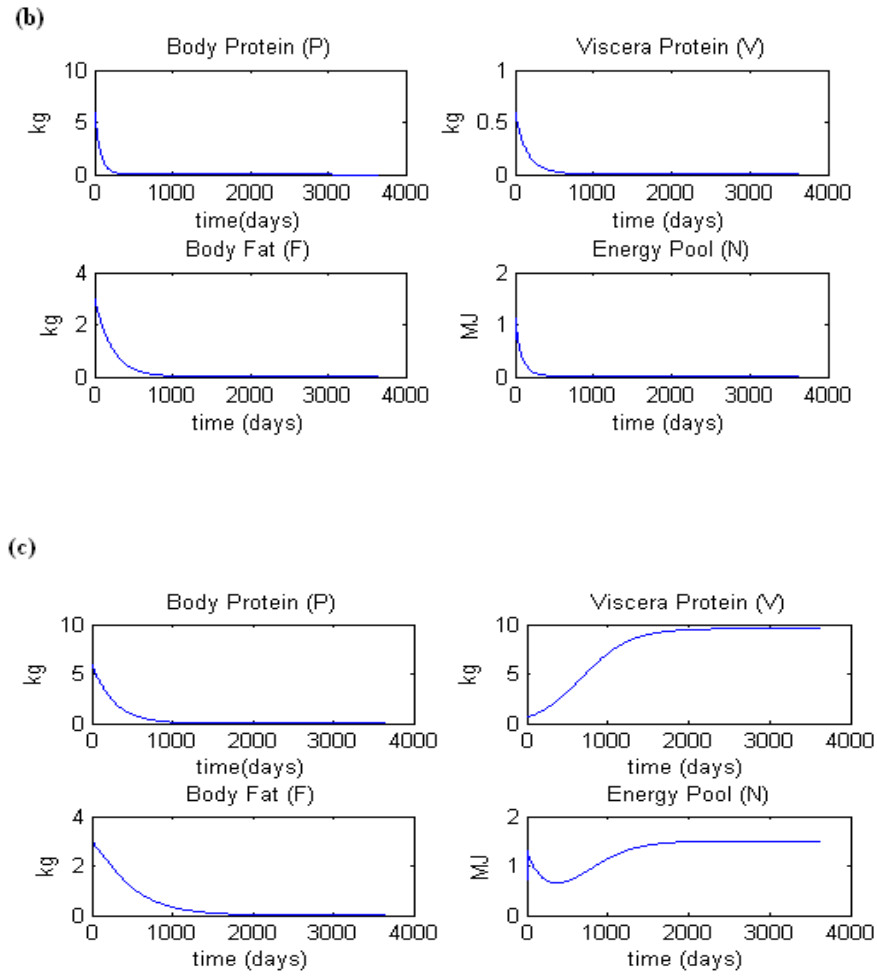 (b)
Body Protein (P)
10
5
0
kg
0 1000 2000 3000 4000
time(days)
Viscera Protein (V)
1
0.5
0
kg
0 1000 2000 3000 4000
time (days)
Body Fat (F)
4
2
0
kg
0 1000 2000 3000 4000
time (days)
Energy Pool (N)
2
1
0
MJ
0 1000 2000 3000 4000
time (days)
(c)
Body Protein (P)
10
5
0
kg
0 1000 2000 3000 4000
time(days)
Viscera Protein (V)
10
5
0
kg
0 1000 2000 3000 4000
time (days)
Body Fat (F)
4
2
0
kg
0 1000 2000 3000 4000
time (days)
Energy Pool (N)
2
1
0
MJ
0 1000 2000 3000 4000
time (days)